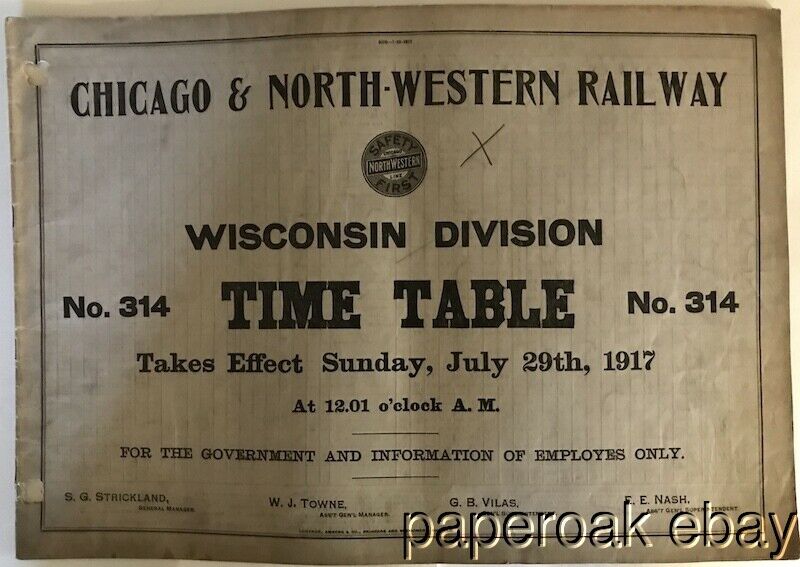 CHICAGO & NORTH-WESTERN RAILWAY
SAFETY
CHICAGO
NORTH WESTERN
LINE
FIRST
X
WISCONSIN DIVISION
No. 314 TIME TABLE No. 314
Takes Effect Sunday, July 29th, 1917
At 12.01 o'clock A. M.
FOR THE GOVERNMENT AND INFORMATION OF EMPLOYES ONLY.
S. G. STRICKLAND, W. J. TOWNE, G. B. VILAS, E. E. NASH,
GENERAL MANAGER. ASS'T GEN'L MANAGER. ASS'T GEN'L SUPERINTENDENT.
paperoak ebay